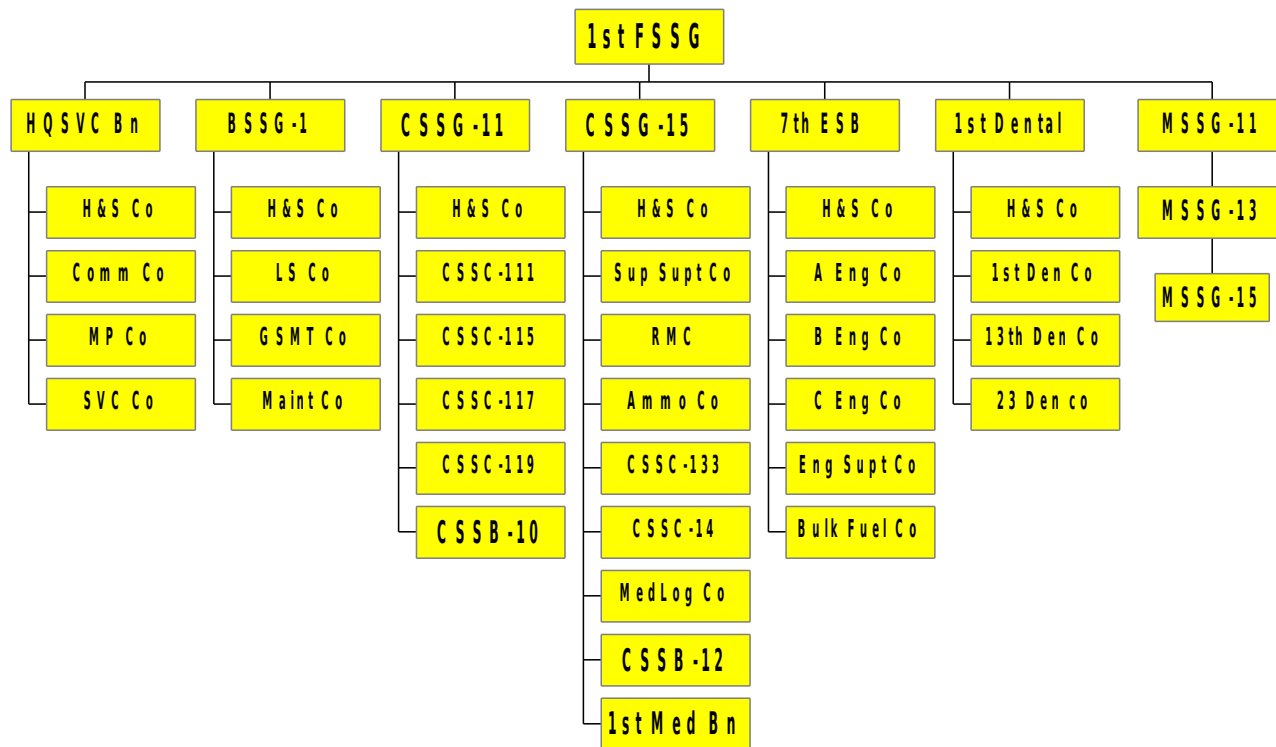 1st FSSG
HQSVC Bn
BSSG-1
CSSG-11
CSSG-15
7th ESB
1st Dental
MSSG-11
H&S Co
H&S Co
H&S Co
H&S Co
H&S Co
H&S Co
MSSG-13
Comm Co
LS Co
CSSC-111
Sup Supt Co
A Eng Co
1st Den Co
MSSG-15
MP Co
GSMT Co
CSSC-115
RMC
B Eng Co
13th Den Co
SVC Co
Maint Co
CSSC-117
Ammo Co
C Eng Co
23 Den co
CSSC-119
CSSC-133
Eng Supt Co
CSSB-10
CSSC-14
Bulk Fuel Co
MedLog Co
CSSB-12
1st Med Bn